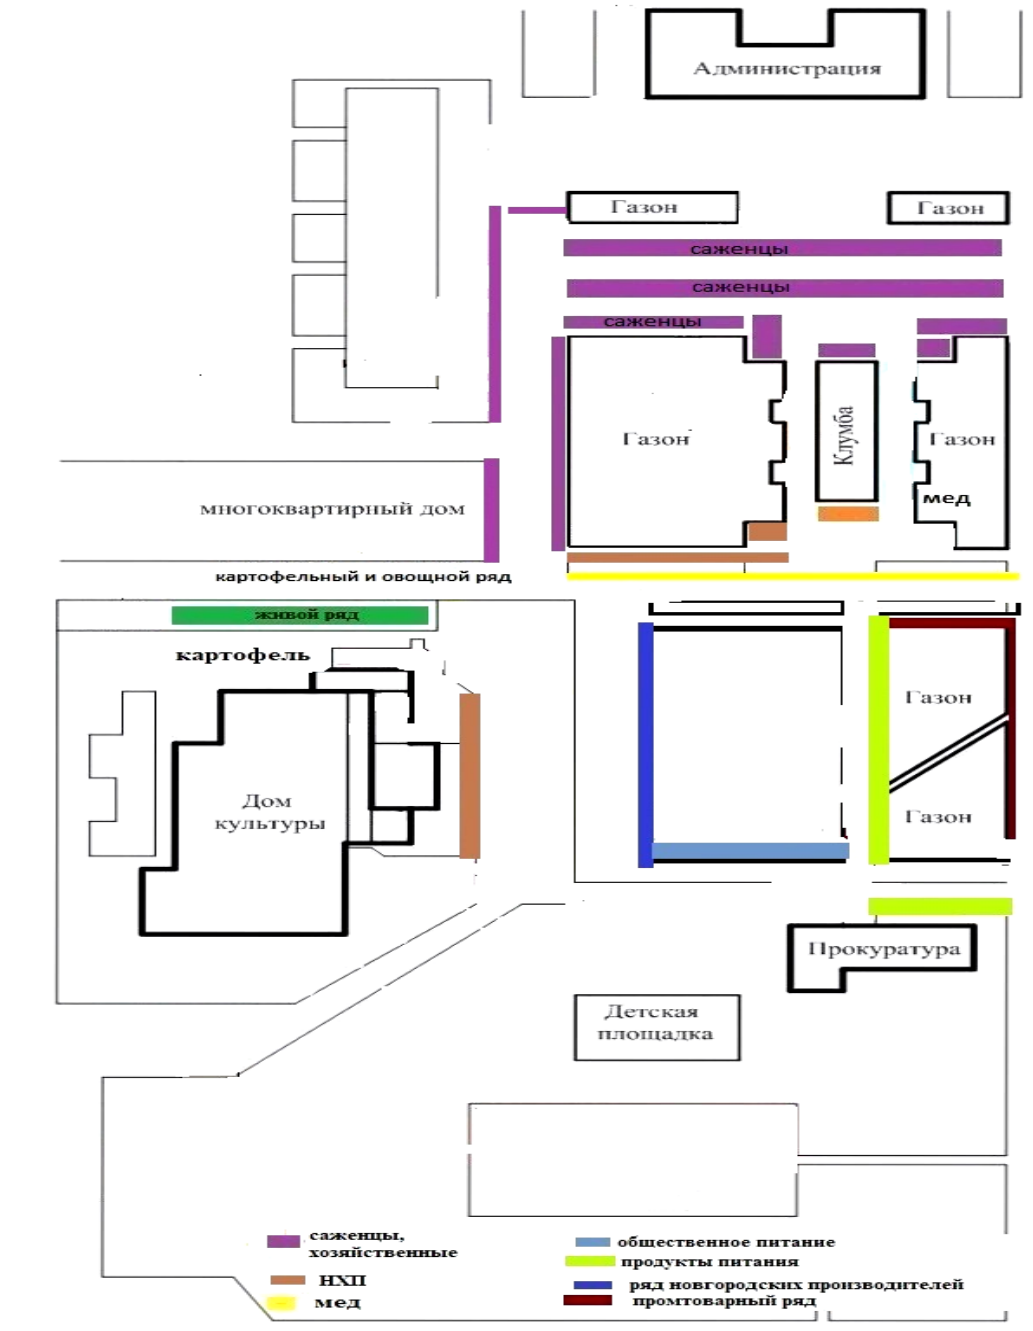 Администрация
Газон
Газон
саженцы
саженцы
саженцы
Газон
Клумба
Газон
мед
многоквартирный дом
картофельный и овощной ряд
живой ряд
картофель
Газон
Дом
культуры
Газон
Прокуратура
Детская
площадка
саженцы,
хозяйственные
НХП
мед
общественное питание
продукты питания
ряд новгородских производителей
промтоварный ряд